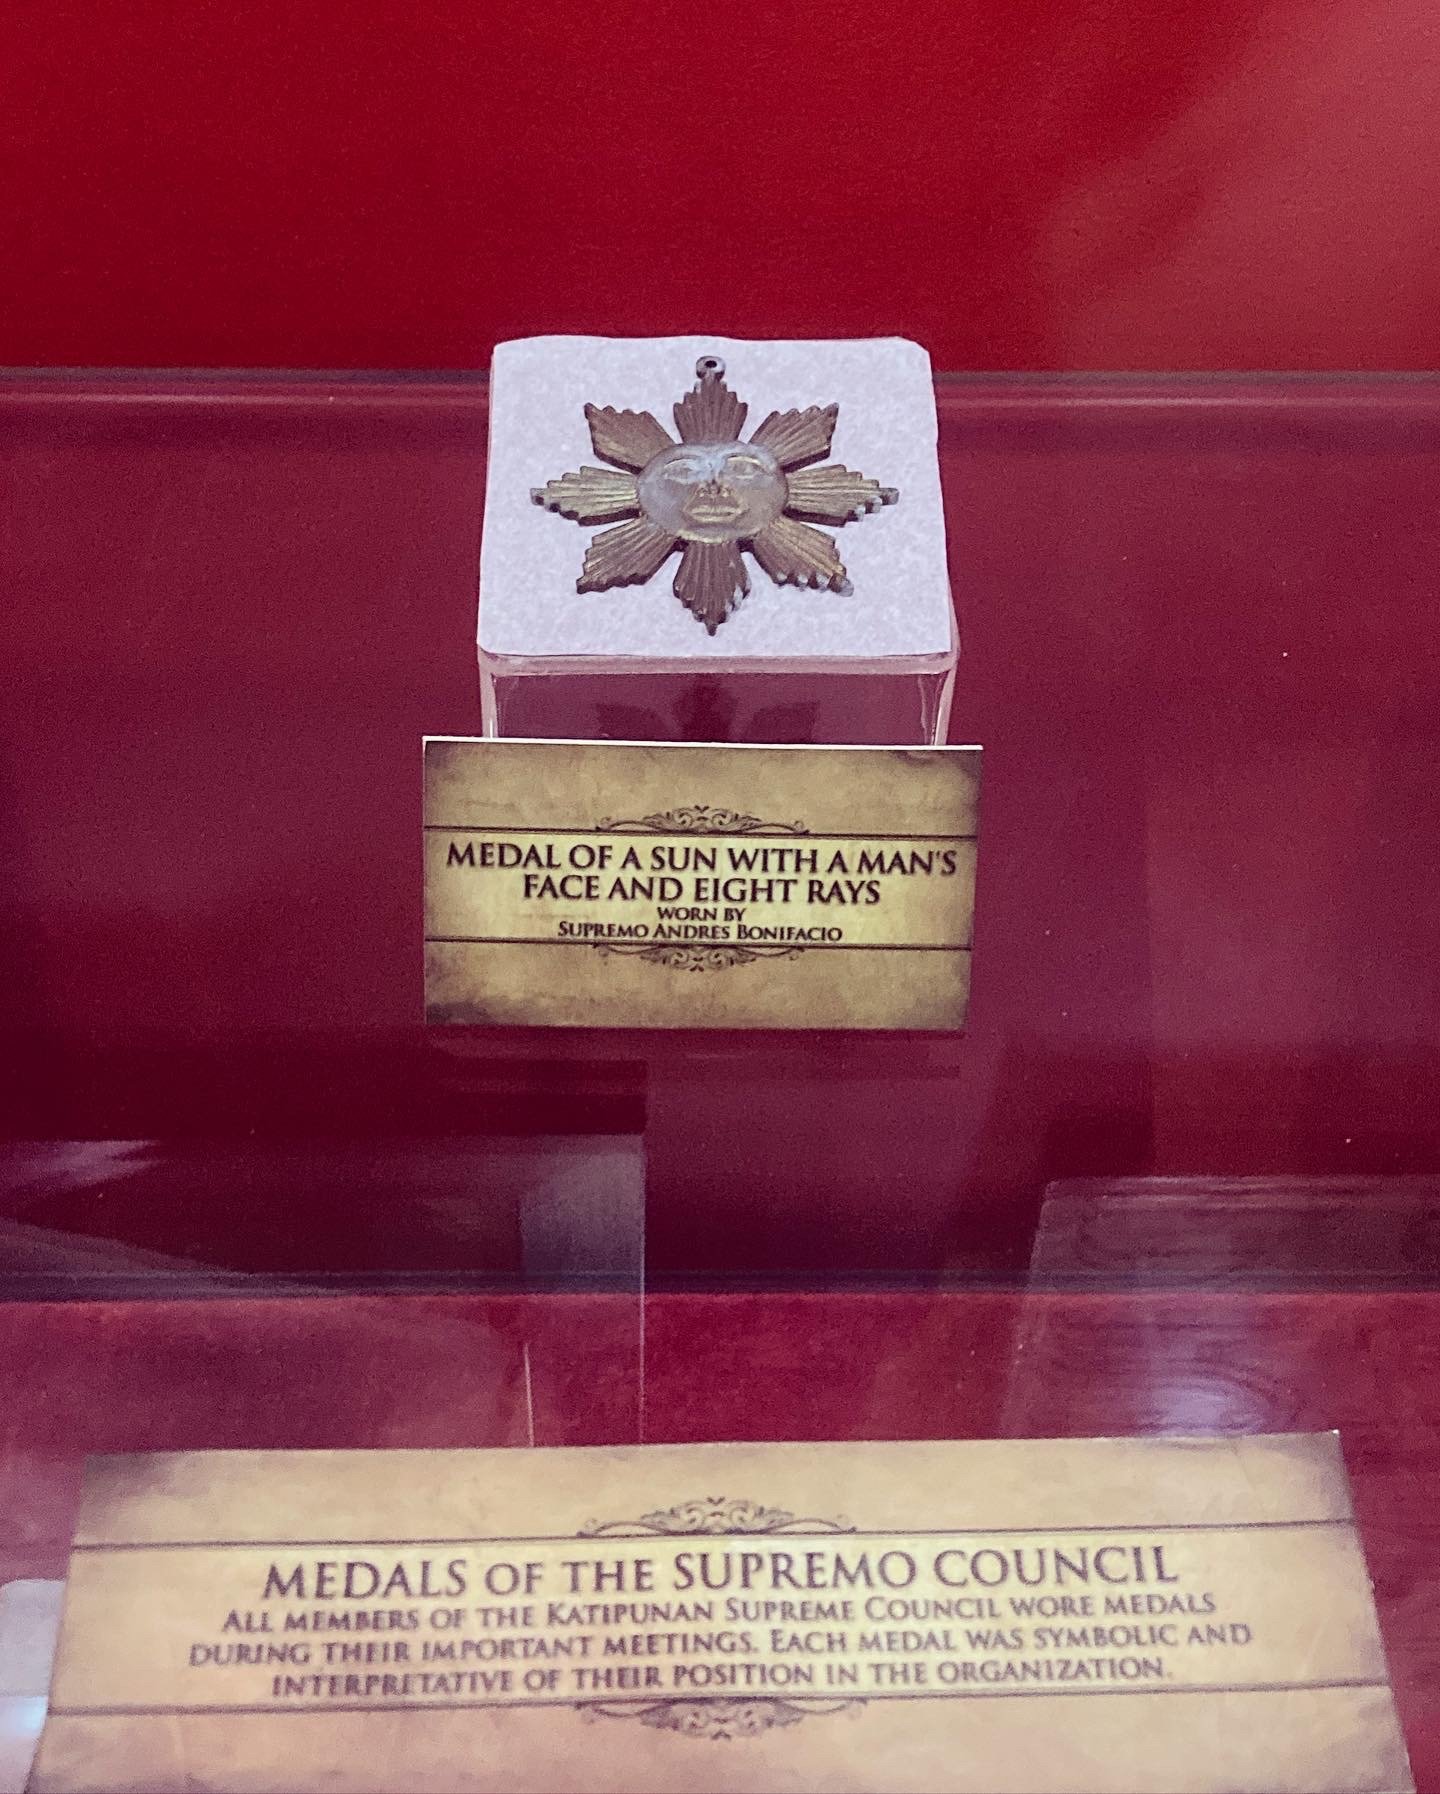 MEDAL OF A SUN WITH A MAN'S
FACE AND EIGHT RAYS
WORN BY
SUPREMO ANDRES BONIFACIO
MEDALS OF THE SUPREMO COUNCIL
ALL MEMBERS OF THE KATIPUNAN SUPREME COUNCIL WORE MEDALS
DURING THEIR IMPORTANT MEETINGS. EACH MEDAL WAS SYMBOLIC AND
INTERPRETATIVE OF THEIR POSITION IN THE ORGANIZATION.